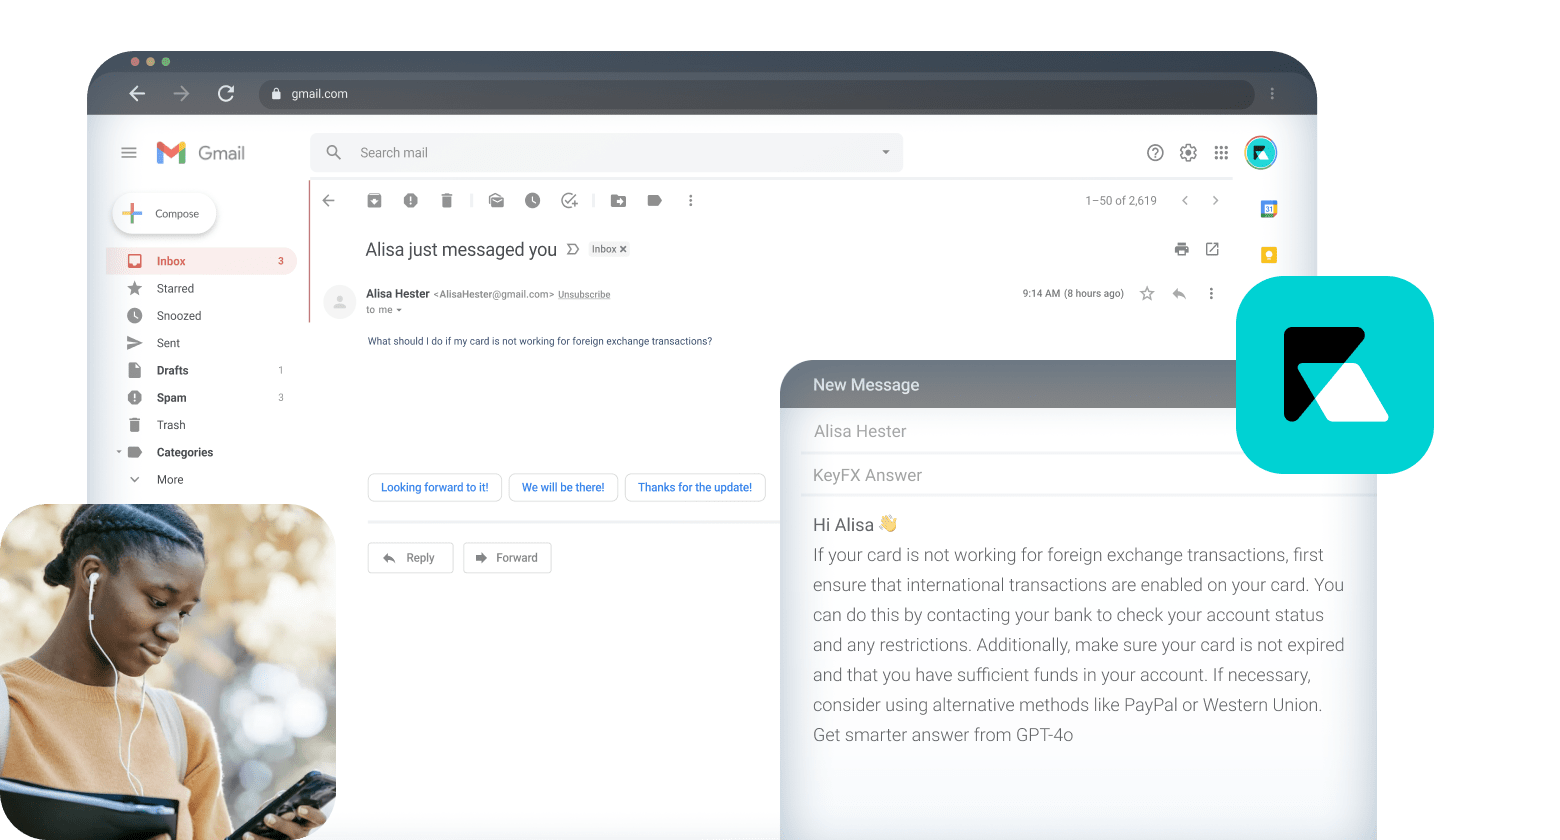 gmail.com
Gmail
Search mail
Compose
1–50 of 2,619
31
Inbox 3
Starred
Snoozed
Sent
Drafts 1
Spam 3
Trash
Categories
More
Alisa just messaged you Inbox x
Alisa Hester <AlisaHester@gmail.com> Unsubscribe
9:14 AM (8 hours ago)
to me
What should I do if my card is not working for foreign exchange transactions?
Looking forward to it!
We will be there!
Thanks for the update!
Reply
Forward
New Message
Alisa Hester
KeyFX Answer
Hi Alisa 👋
If your card is not working for foreign exchange transactions, first
ensure that international transactions are enabled on your card. You
can do this by contacting your bank to check your account status
and any restrictions. Additionally, make sure your card is not expired
and that you have sufficient funds in your account. If necessary,
consider using alternative methods like PayPal or Western Union.
Get smarter answer from GPT-4o